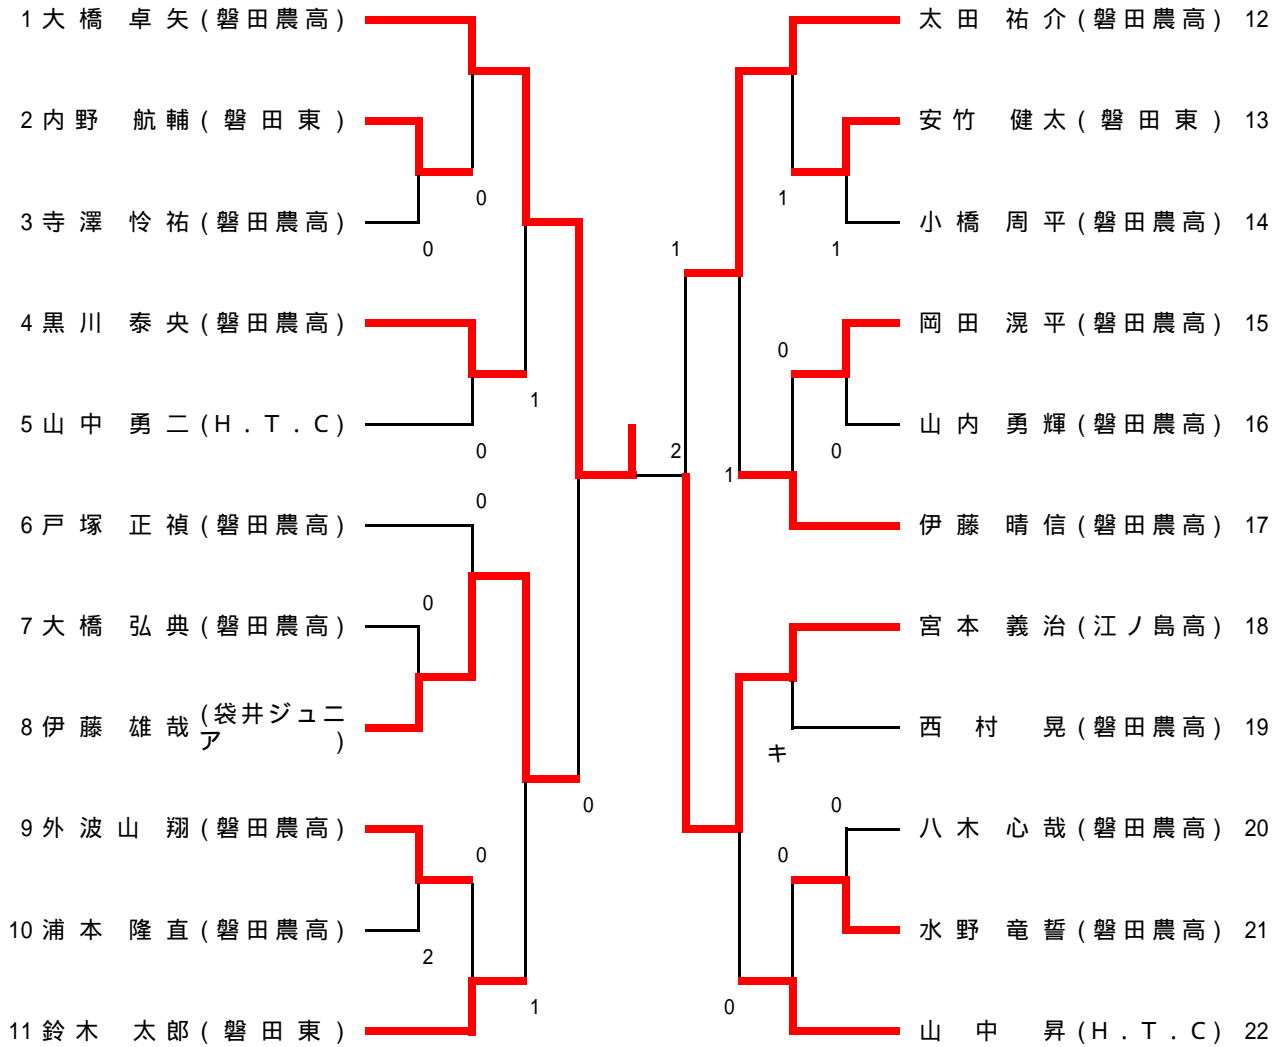 1 大橋 卓矢 (磐田農高)
太田 祐介 (磐田農高) 12
2 内野 航輔 (磐田東)
安竹 健太 (磐田東) 13
0
1
3 寺澤 怜祐 (磐田農高)
小橋 周平 (磐田農高) 14
0
1
1
4 黒川 泰央 (磐田農高)
岡田 滉平 (磐田農高) 15
0
1
5 山中 勇二 (H.T.C)
山内 勇輝 (磐田農高) 16
0
2
0
1
0
6 戸塚 正禎 (磐田農高)
伊藤 晴信 (磐田農高) 17
0
7 大橋 弘典 (磐田農高)
宮本 義治 (江ノ島高) 18
8 伊藤 雄哉 (袋井ジュニ
ア)
西村 晃 (磐田農高) 19
キ
0
0
9 外波山 翔 (磐田農高)
八木 心哉 (磐田農高) 20
0
0
10 浦本 隆直 (磐田農高)
水野 竜誓 (磐田農高) 21
2
1
0
11 鈴木 太郎 (磐田東)
山中 昇 (H.T.C) 22